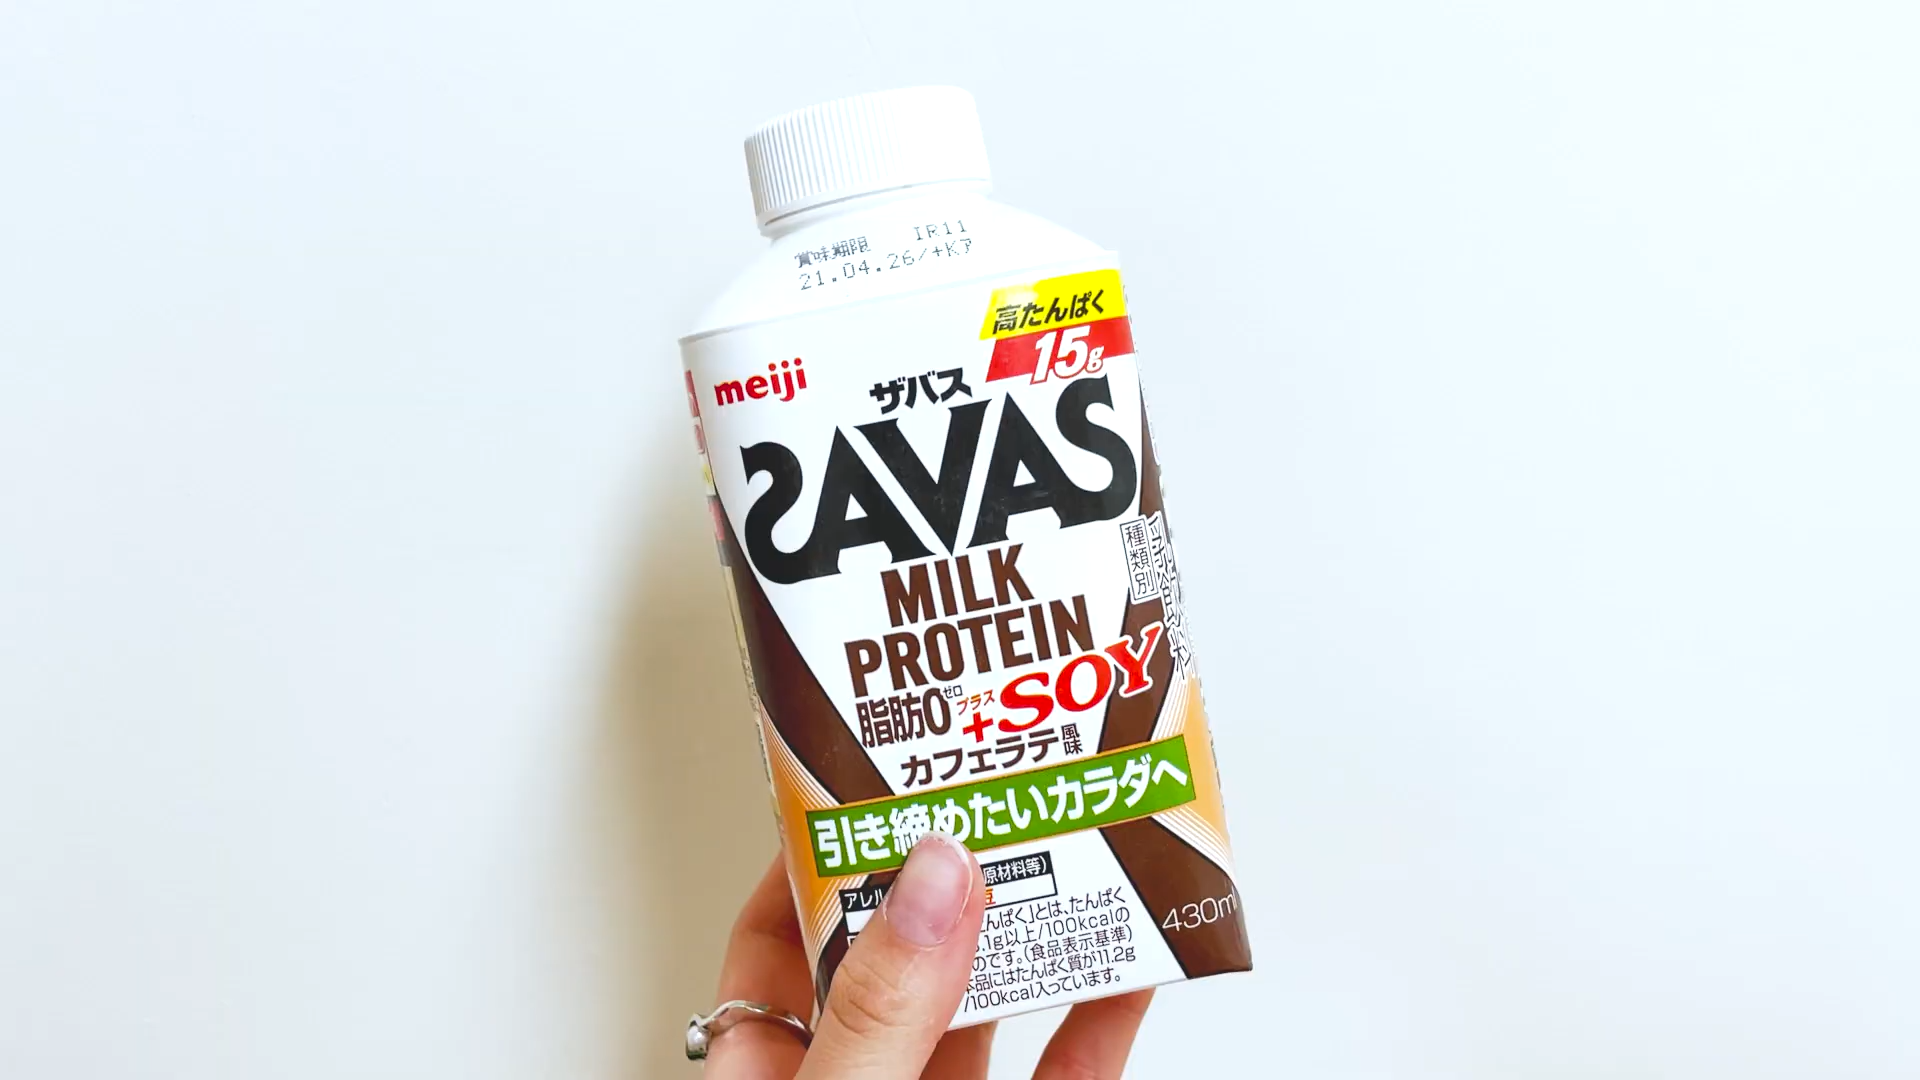 賞味期限 IR11
21.04.26/+Kア
高たんぱく
15g
meiji
ザバス
SAVAS
MILK
PROTEIN
脂肪0 ゼロ
プラス
+SOY
カフェラテ風味
種類別
乳飲料
引き締めたいカラダへ
アレル
原材料等)
んぱく」とは、たんぱく
.1g以上/100kcalの
のです。(食品表示基準)
品にはたんぱく質が11.2g
/100kcal入っています。
430ml